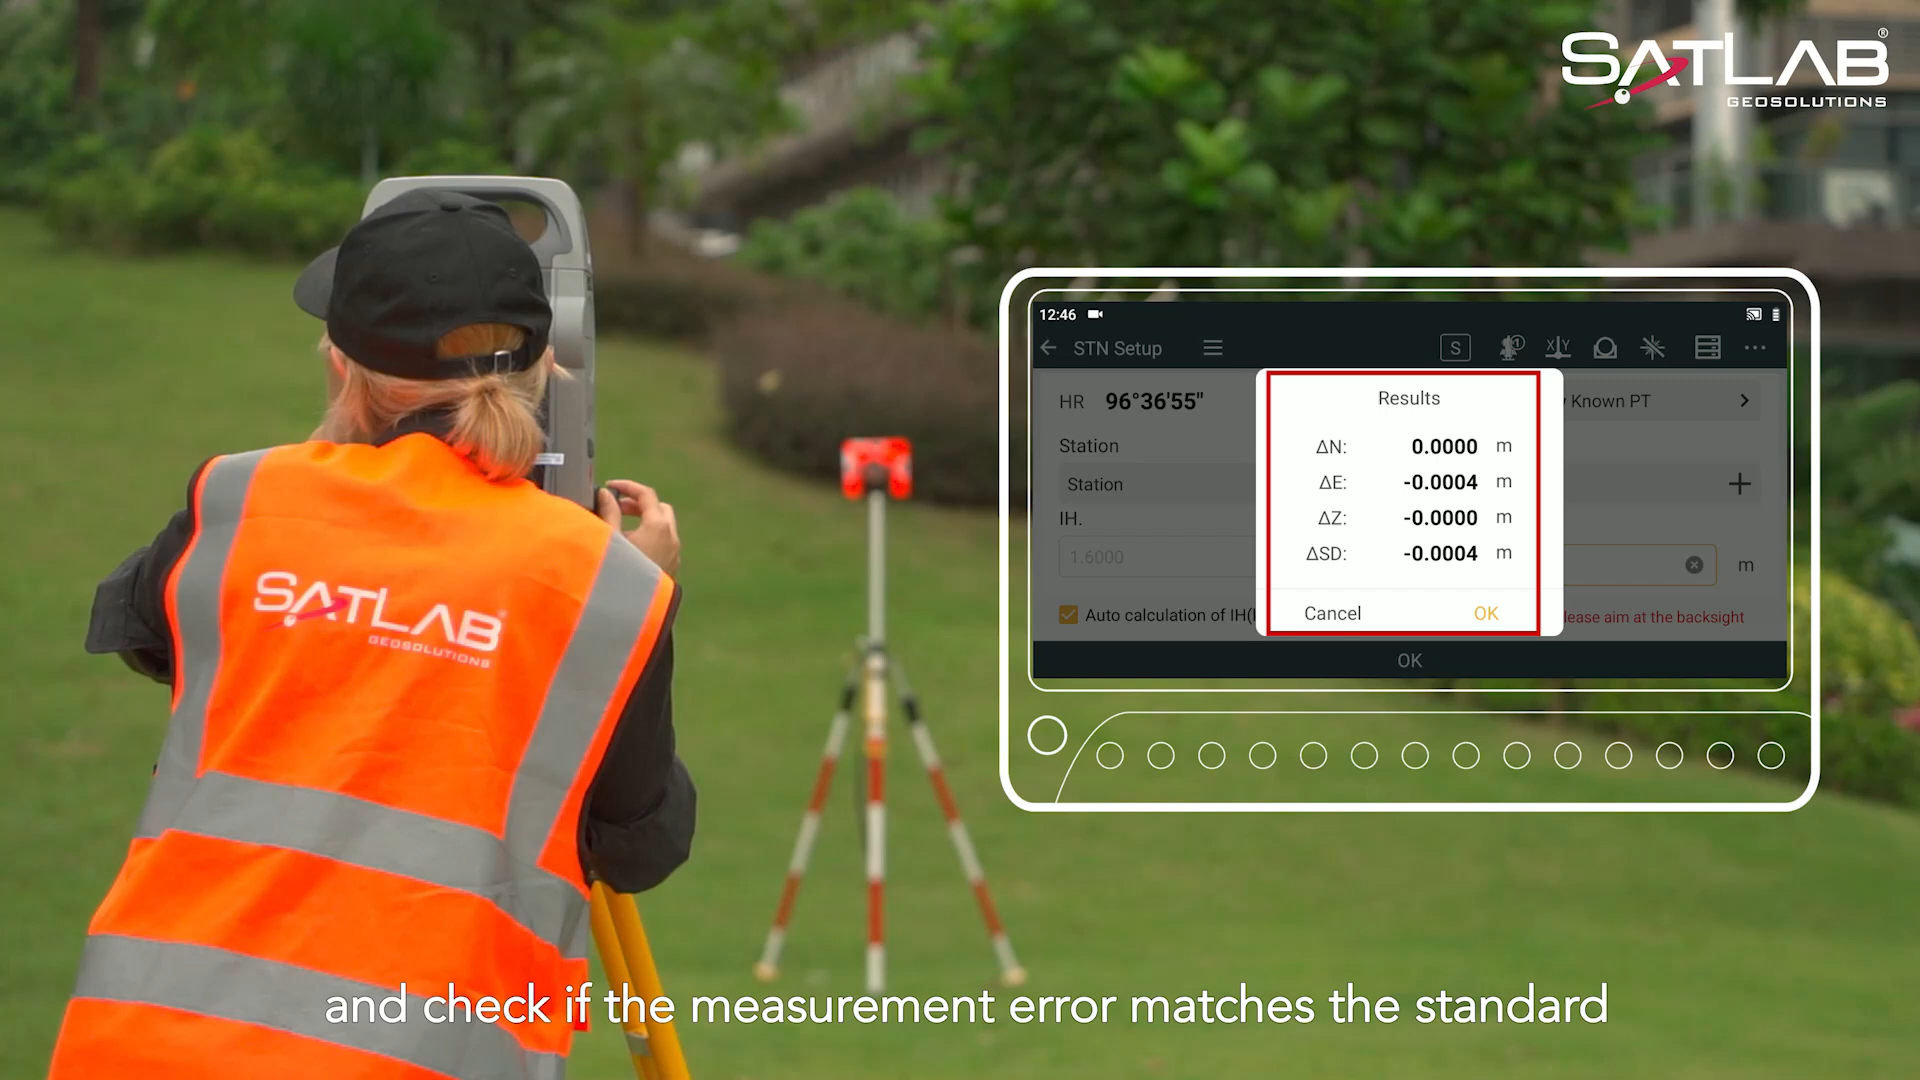 SATLAB®
GEOSOLUTIONS
12:46
STN Setup
S
1
X Y
HR 96°36'55"
Known PT
Station
Station
IH.
1.6000
m
Auto calculation of IH(
lease aim at the backsight
OK
Results
ΔN: 0.0000 m
ΔE: -0.0004 m
ΔZ: -0.0000 m
ΔSD: -0.0004 m
Cancel OK
SATLAB
GEOSOLUTIONS
and check if the measurement error matches the standard